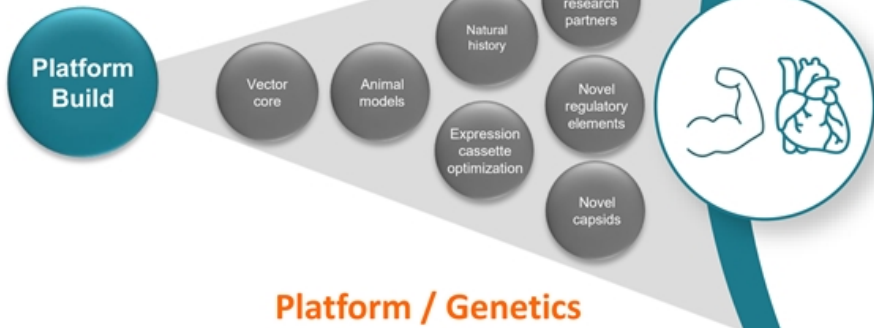 Platform
Build
Vector
core
Animal
models
Natural
history
Expression
cassette
optimization
research
partners
Novel
regulatory
elements
Novel
capsids
Platform / Genetics